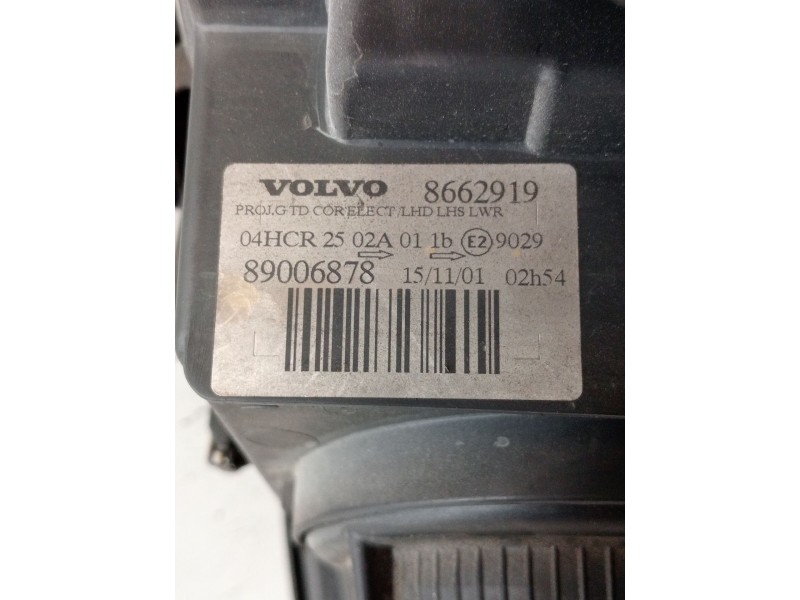 VOLVO 8662919
PROJ.G TD COR ELECT /LHD LHS LWR
04HCR 25 02A 01 1b E2 9029
89006878 15/11/01 02h54